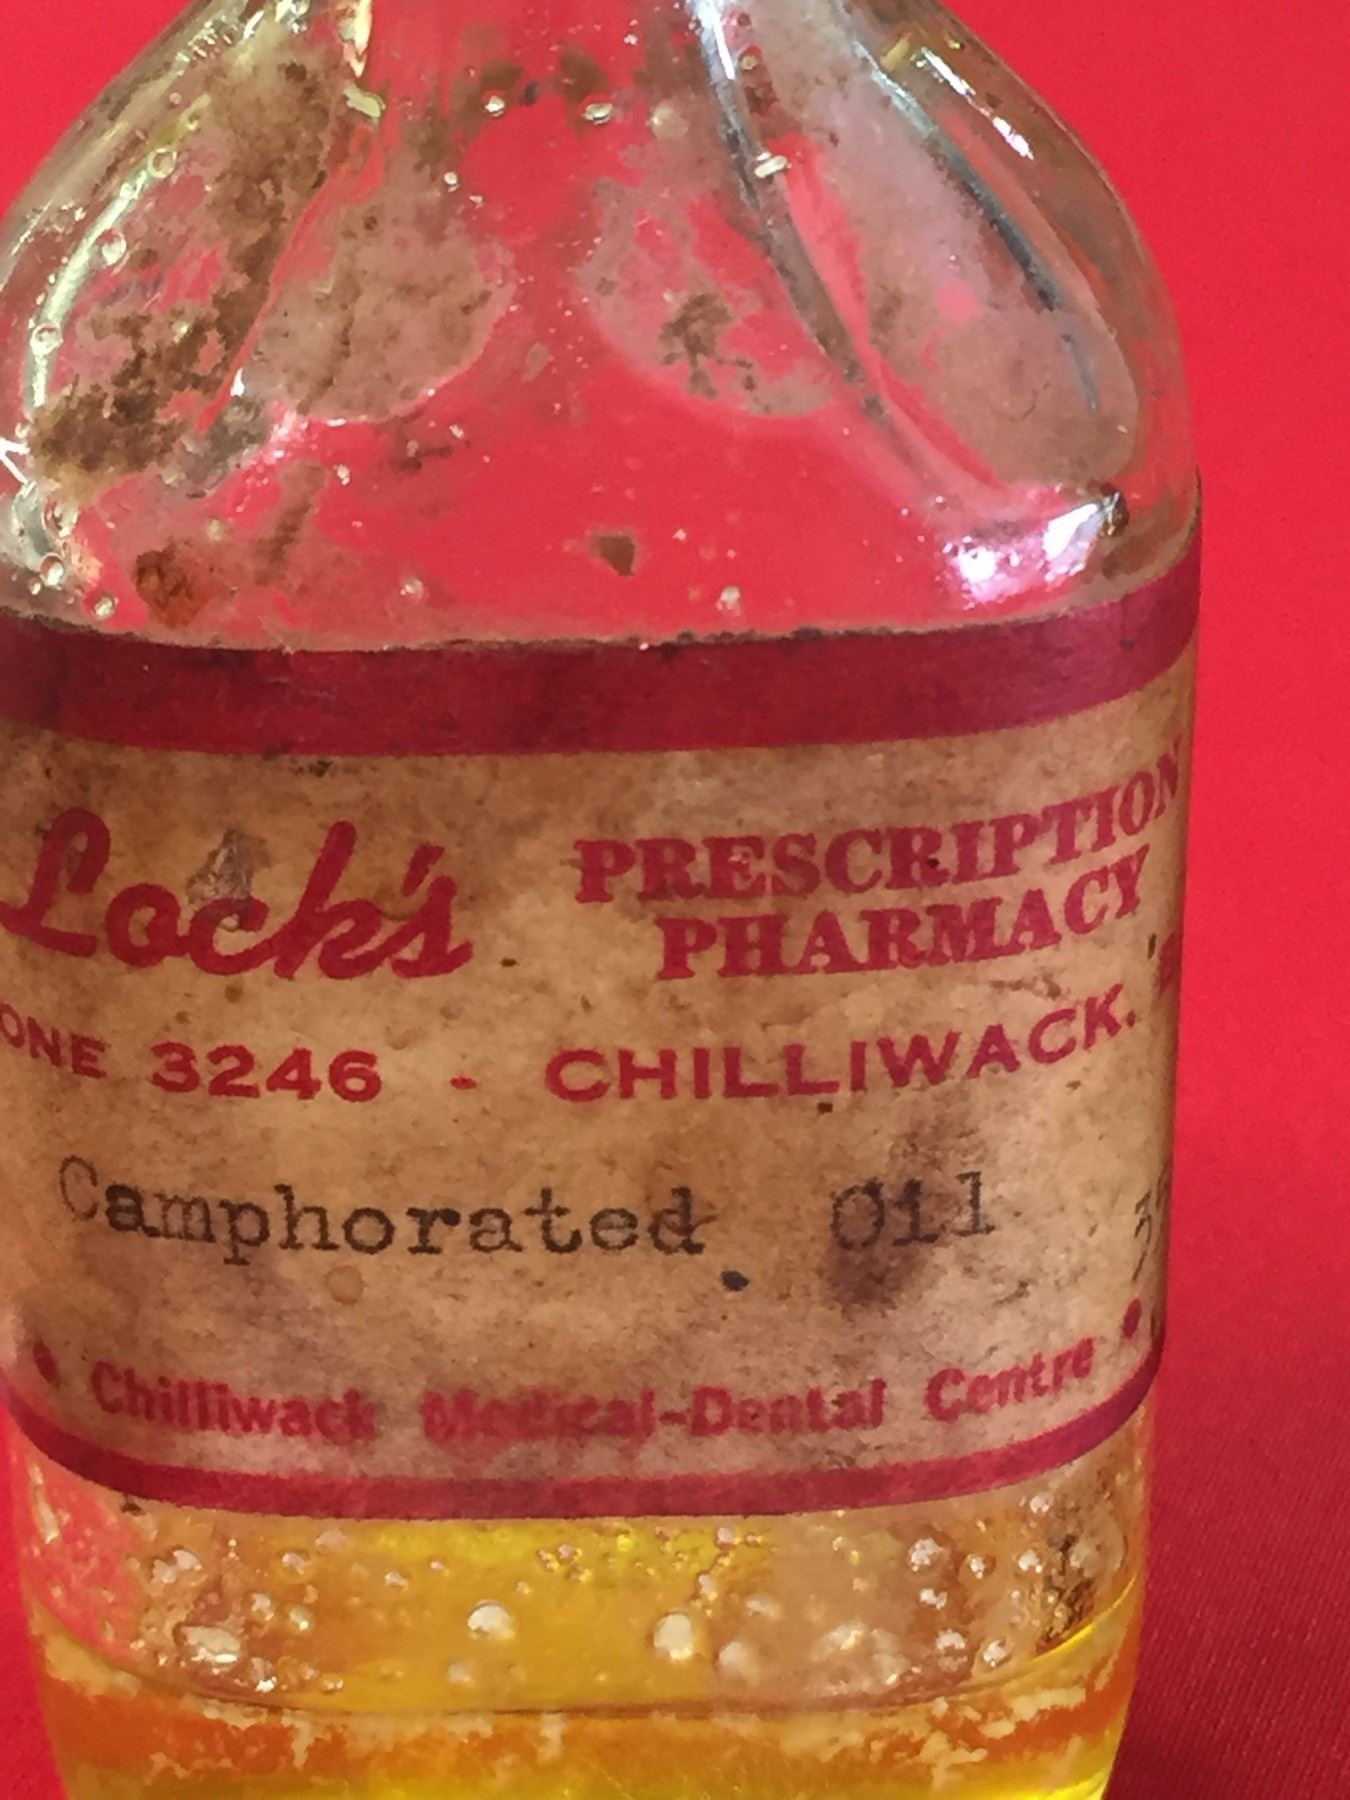 Lock's PRESCRIPTION PHARMACY
ONE 3246 - CHILLIWACK.
Camphorated Oil
• Chilliwack Medical-Dental Centre •